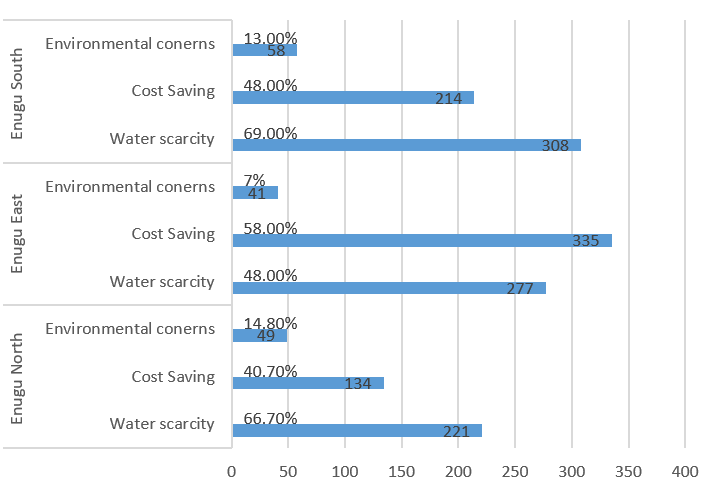 Enugu South
Environmental conerns
13.00%
58
Cost Saving
48.00%
214
Water scarcity
69.00%
308
Enugu East
Environmental conerns
7%
41
Cost Saving
58.00%
335
Water scarcity
48.00%
277
Enugu North
Environmental conerns
14.80%
49
Cost Saving
40.70%
134
Water scarcity
66.70%
221
0 50 100 150 200 250 300 350 400